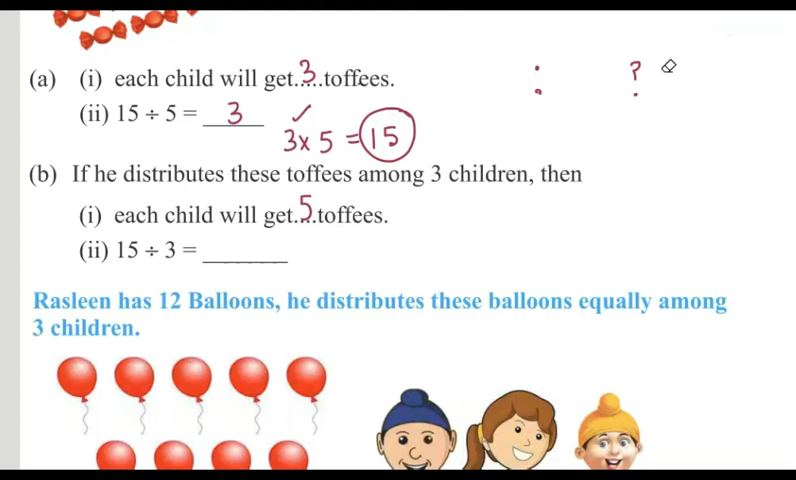 (a) (i) each child will get..3..toffees. : ?
(ii) 15 ÷ 5 = 3 ✓
3 x 5 = 15
(b) If he distributes these toffees among 3 children, then
(i) each child will get..5..toffees.
(ii) 15 ÷ 3 = ________
Rasleen has 12 Balloons, he distributes these balloons equally among
3 children.